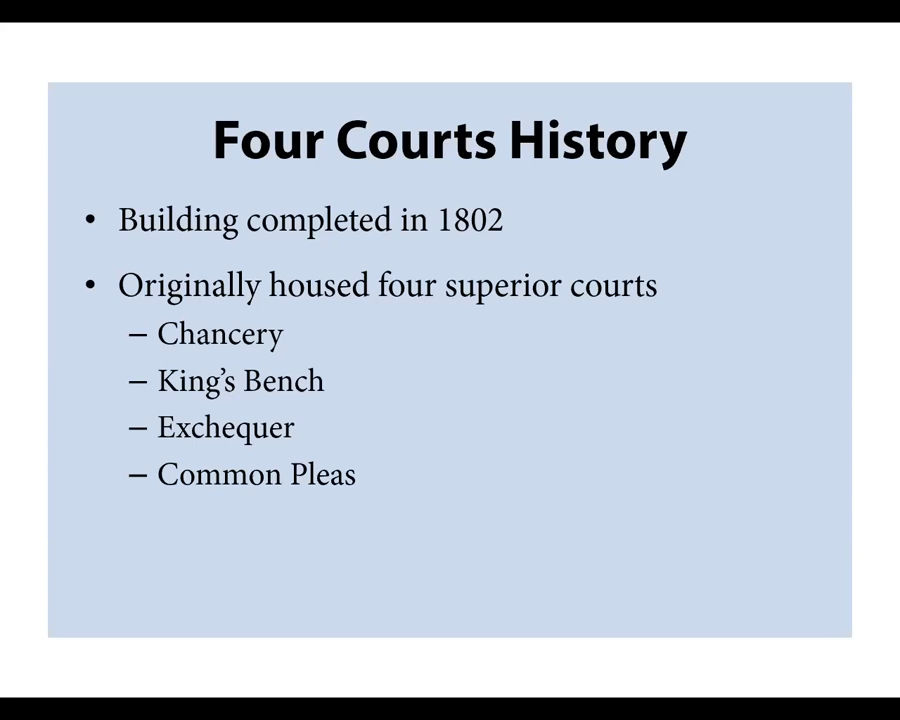 Four Courts History
• Building completed in 1802
• Originally housed four superior courts
– Chancery
– King’s Bench
– Exchequer
– Common Pleas